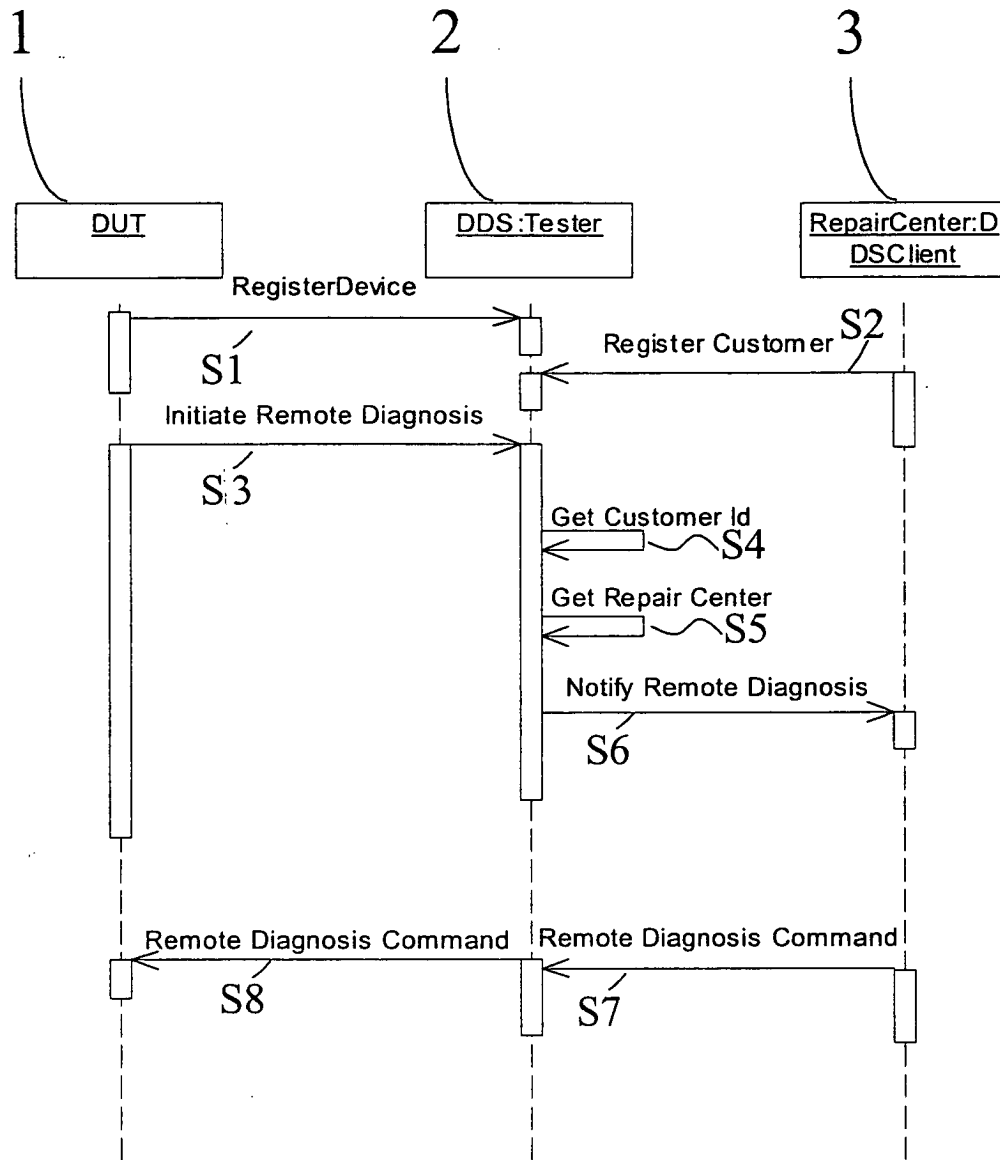 1
2
3
DUT
DDS:Tester
RepairCenter:D
DSClient
RegisterDevice
S1
S2
Register Customer
Initiate Remote Diagnosis
S3
Get Customer Id
S4
Get Repair Center
S5
Notify Remote Diagnosis
S6
Remote Diagnosis Command
Remote Diagnosis Command
S8
S7